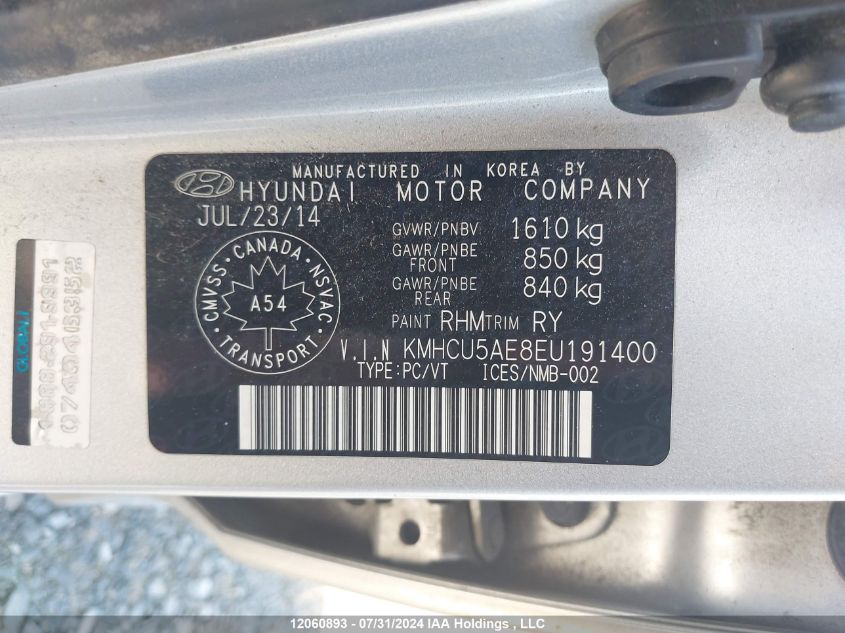 MANUFACTURED IN KOREA BY
HYUNDAI MOTOR COMPANY
JUL/23/14
GVWR/PNBV 1610 kg
GAWR/PNBE FRONT 850 kg
GAWR/PNBE REAR 840 kg
CMVSS · CANADA · NSVAC
A54
TRANSPORT
PAINT RHM TRIM RY
V.I.N KMHCU5AE8EU191400
TYPE:PC/VT ICES/NMB-002
GLOBALI
12060893 - 07/31/2024 IAA Holdings , LLC